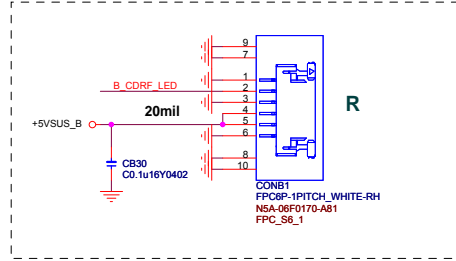 9
7
1
B_CDRF_LED
2
3
R
20mil
4
+5VSUS_B
5
6
8
CB30
C0.1u16Y0402
10
CONB1
FPC6P-1PITCH_WHITE-RH
N5A-06F0170-A81
FPC_S6_1